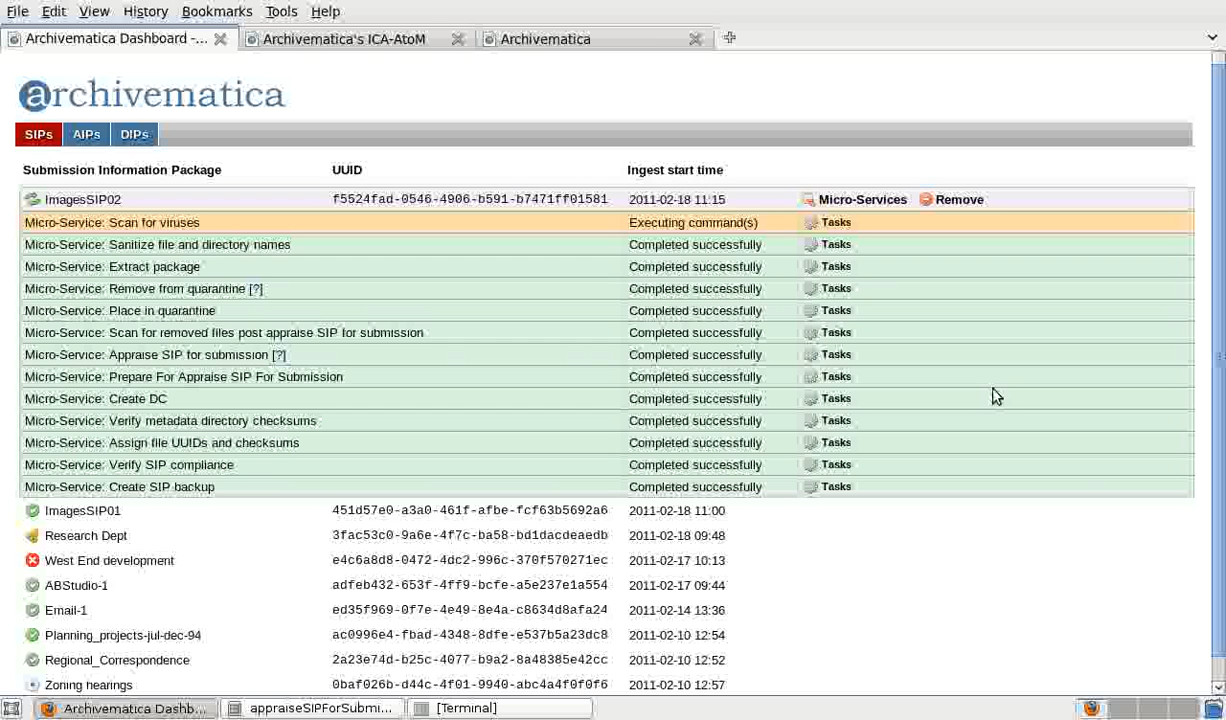 File Edit View History Bookmarks Tools Help
Archivematica Dashboard -... Archivematica's ICA-AtoM Archivematica
archivematica
SIPs AIPs DIPs
Submission Information Package UUID Ingest start time
ImagesSIP02 f5524fad-0546-4906-b591-b7471ff01581 2011-02-18 11:15 Micro-Services Remove
Micro-Service: Scan for viruses Executing command(s) Tasks
Micro-Service: Sanitize file and directory names Completed successfully Tasks
Micro-Service: Extract package Completed successfully Tasks
Micro-Service: Remove from quarantine [?] Completed successfully Tasks
Micro-Service: Place in quarantine Completed successfully Tasks
Micro-Service: Scan for removed files post appraise SIP for submission Completed successfully Tasks
Micro-Service: Appraise SIP for submission [?] Completed successfully Tasks
Micro-Service: Prepare For Appraise SIP For Submission Completed successfully Tasks
Micro-Service: Create DC Completed successfully Tasks
Micro-Service: Verify metadata directory checksums Completed successfully Tasks
Micro-Service: Assign file UUIDs and checksums Completed successfully Tasks
Micro-Service: Verify SIP compliance Completed successfully Tasks
Micro-Service: Create SIP backup Completed successfully Tasks
ImagesSIP01 451d57e0-a3a0-461f-afbe-fcf63b5692a6 2011-02-18 11:00
Research Dept 3fac53c0-9a6e-4f7c-ba58-bd1dacdeaedb 2011-02-18 09:48
West End development e4c6a8d8-0472-4dc2-996c-370f570271ec 2011-02-17 10:13
ABStudio-1 adfeb432-653f-4ff9-bcfe-a5e237e1a554 2011-02-17 09:44
Email-1 ed35f969-0f7e-4e49-8e4a-c8634d8afa24 2011-02-14 13:36
Planning_projects-jul-dec-94 ac0996e4-fbad-4348-8dfe-e537b5a23dc8 2011-02-10 12:54
Regional_Correspondence 2a23e74d-b25c-4077-b9a2-8a48385e42cc 2011-02-10 12:52
Zoning hearings 0baf026b-d44c-4f01-9940-abc4a4f0f0f6 2011-02-10 12:57
Archivematica Dashb... appraiseSIPForSubmi... [Terminal]